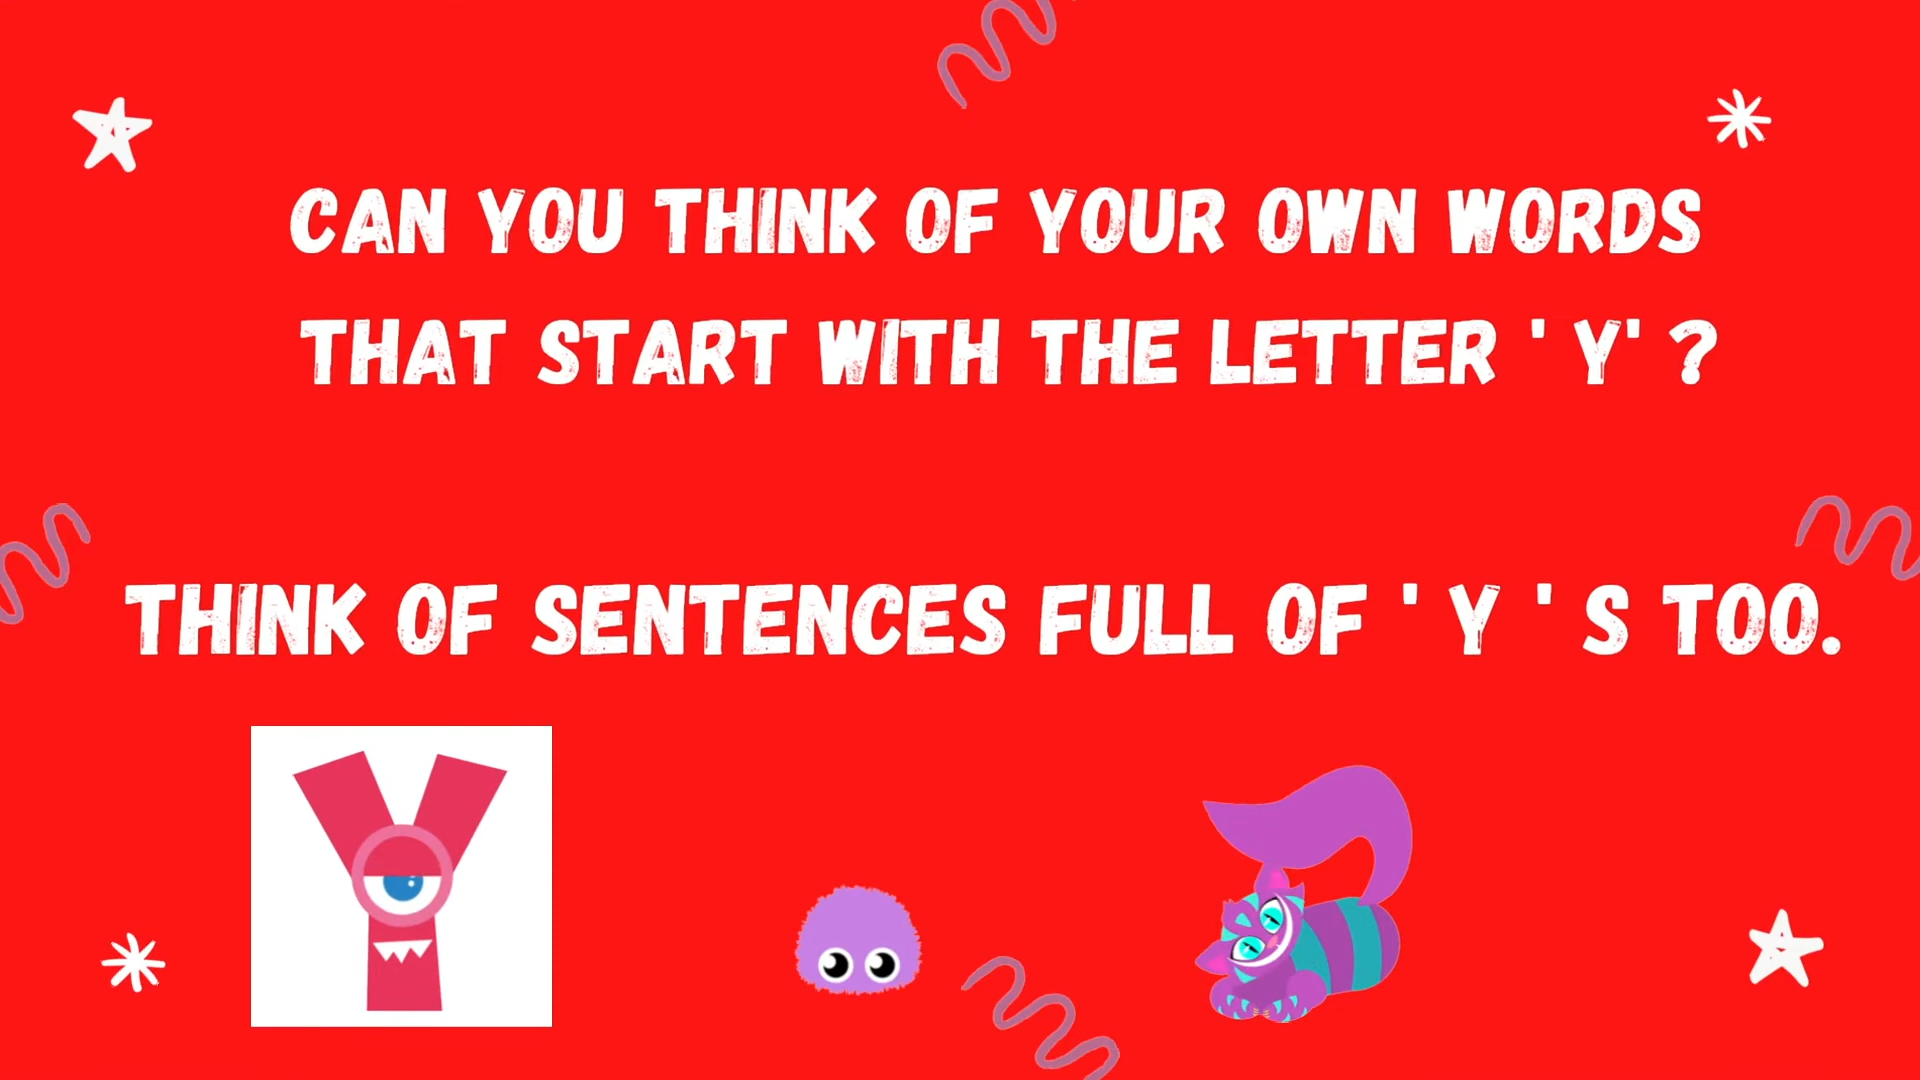 CAN YOU THINK OF YOUR OWN WORDS
THAT START WITH THE LETTER ' Y' ?
THINK OF SENTENCES FULL OF ' Y ' S TOO.
Y